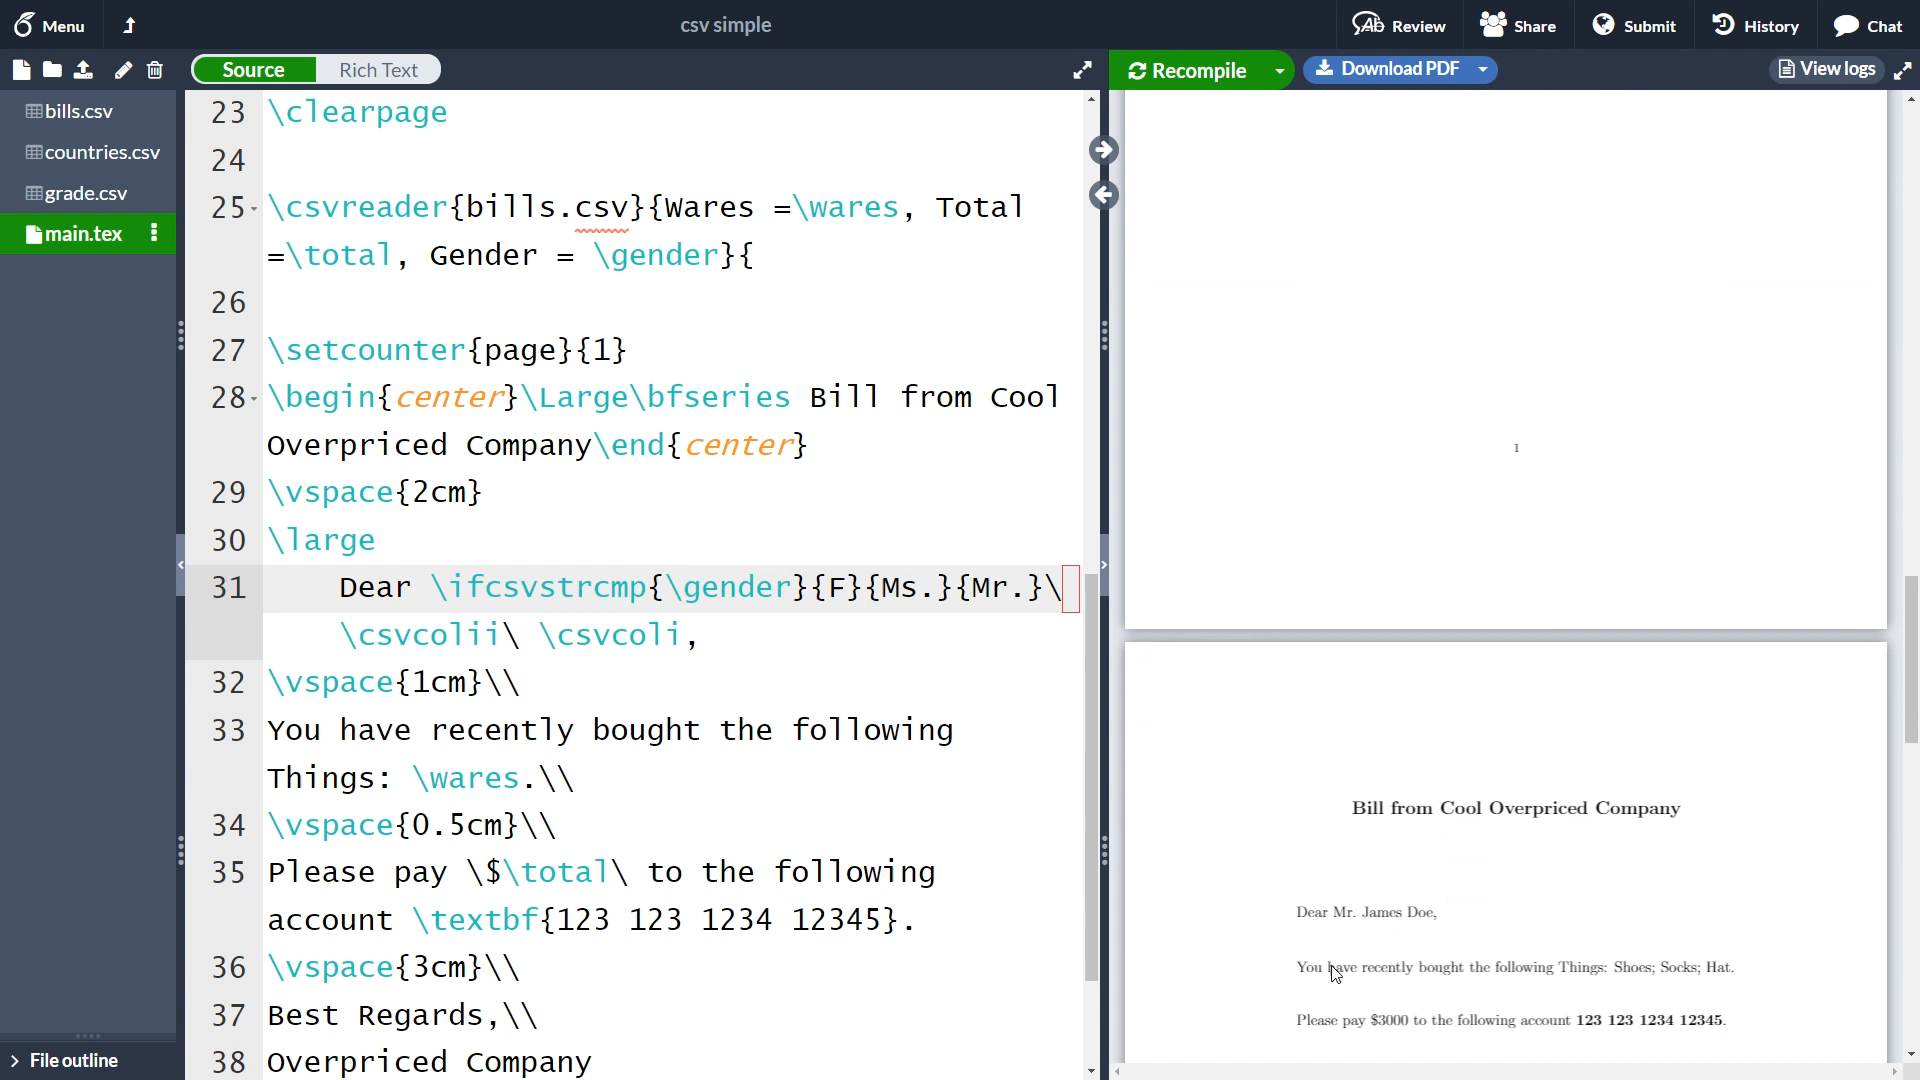 Menu
csv simple
Review
Share
Submit
History
Chat
Source
Rich Text
Recompile
Download PDF
View logs
bills.csv
countries.csv
grade.csv
main.tex
File outline
23 \clearpage
24
25 \csvreader{bills.csv}{Wares =\wares, Total
=\total, Gender = \gender}{
26
27 \setcounter{page}{1}
28 \begin{center}\Large\bfseries Bill from Cool
Overpriced Company\end{center}
29 \vspace{2cm}
30 \large
31 Dear \ifcsvstrcmp{\gender}{F}{Ms.}{Mr.}\
\csvcolii\ \csvcoli,
32 \vspace{1cm}\\
33 You have recently bought the following
Things: \wares.\\
34 \vspace{0.5cm}\\
35 Please pay \$\total\ to the following
account \textbf{123 123 1234 12345}.
36 \vspace{3cm}\\
37 Best Regards,\\
38 Overpriced Company
1
Bill from Cool Overpriced Company
Dear Mr. James Doe,
You have recently bought the following Things: Shoes; Socks; Hat.
Please pay $3000 to the following account 123 123 1234 12345.